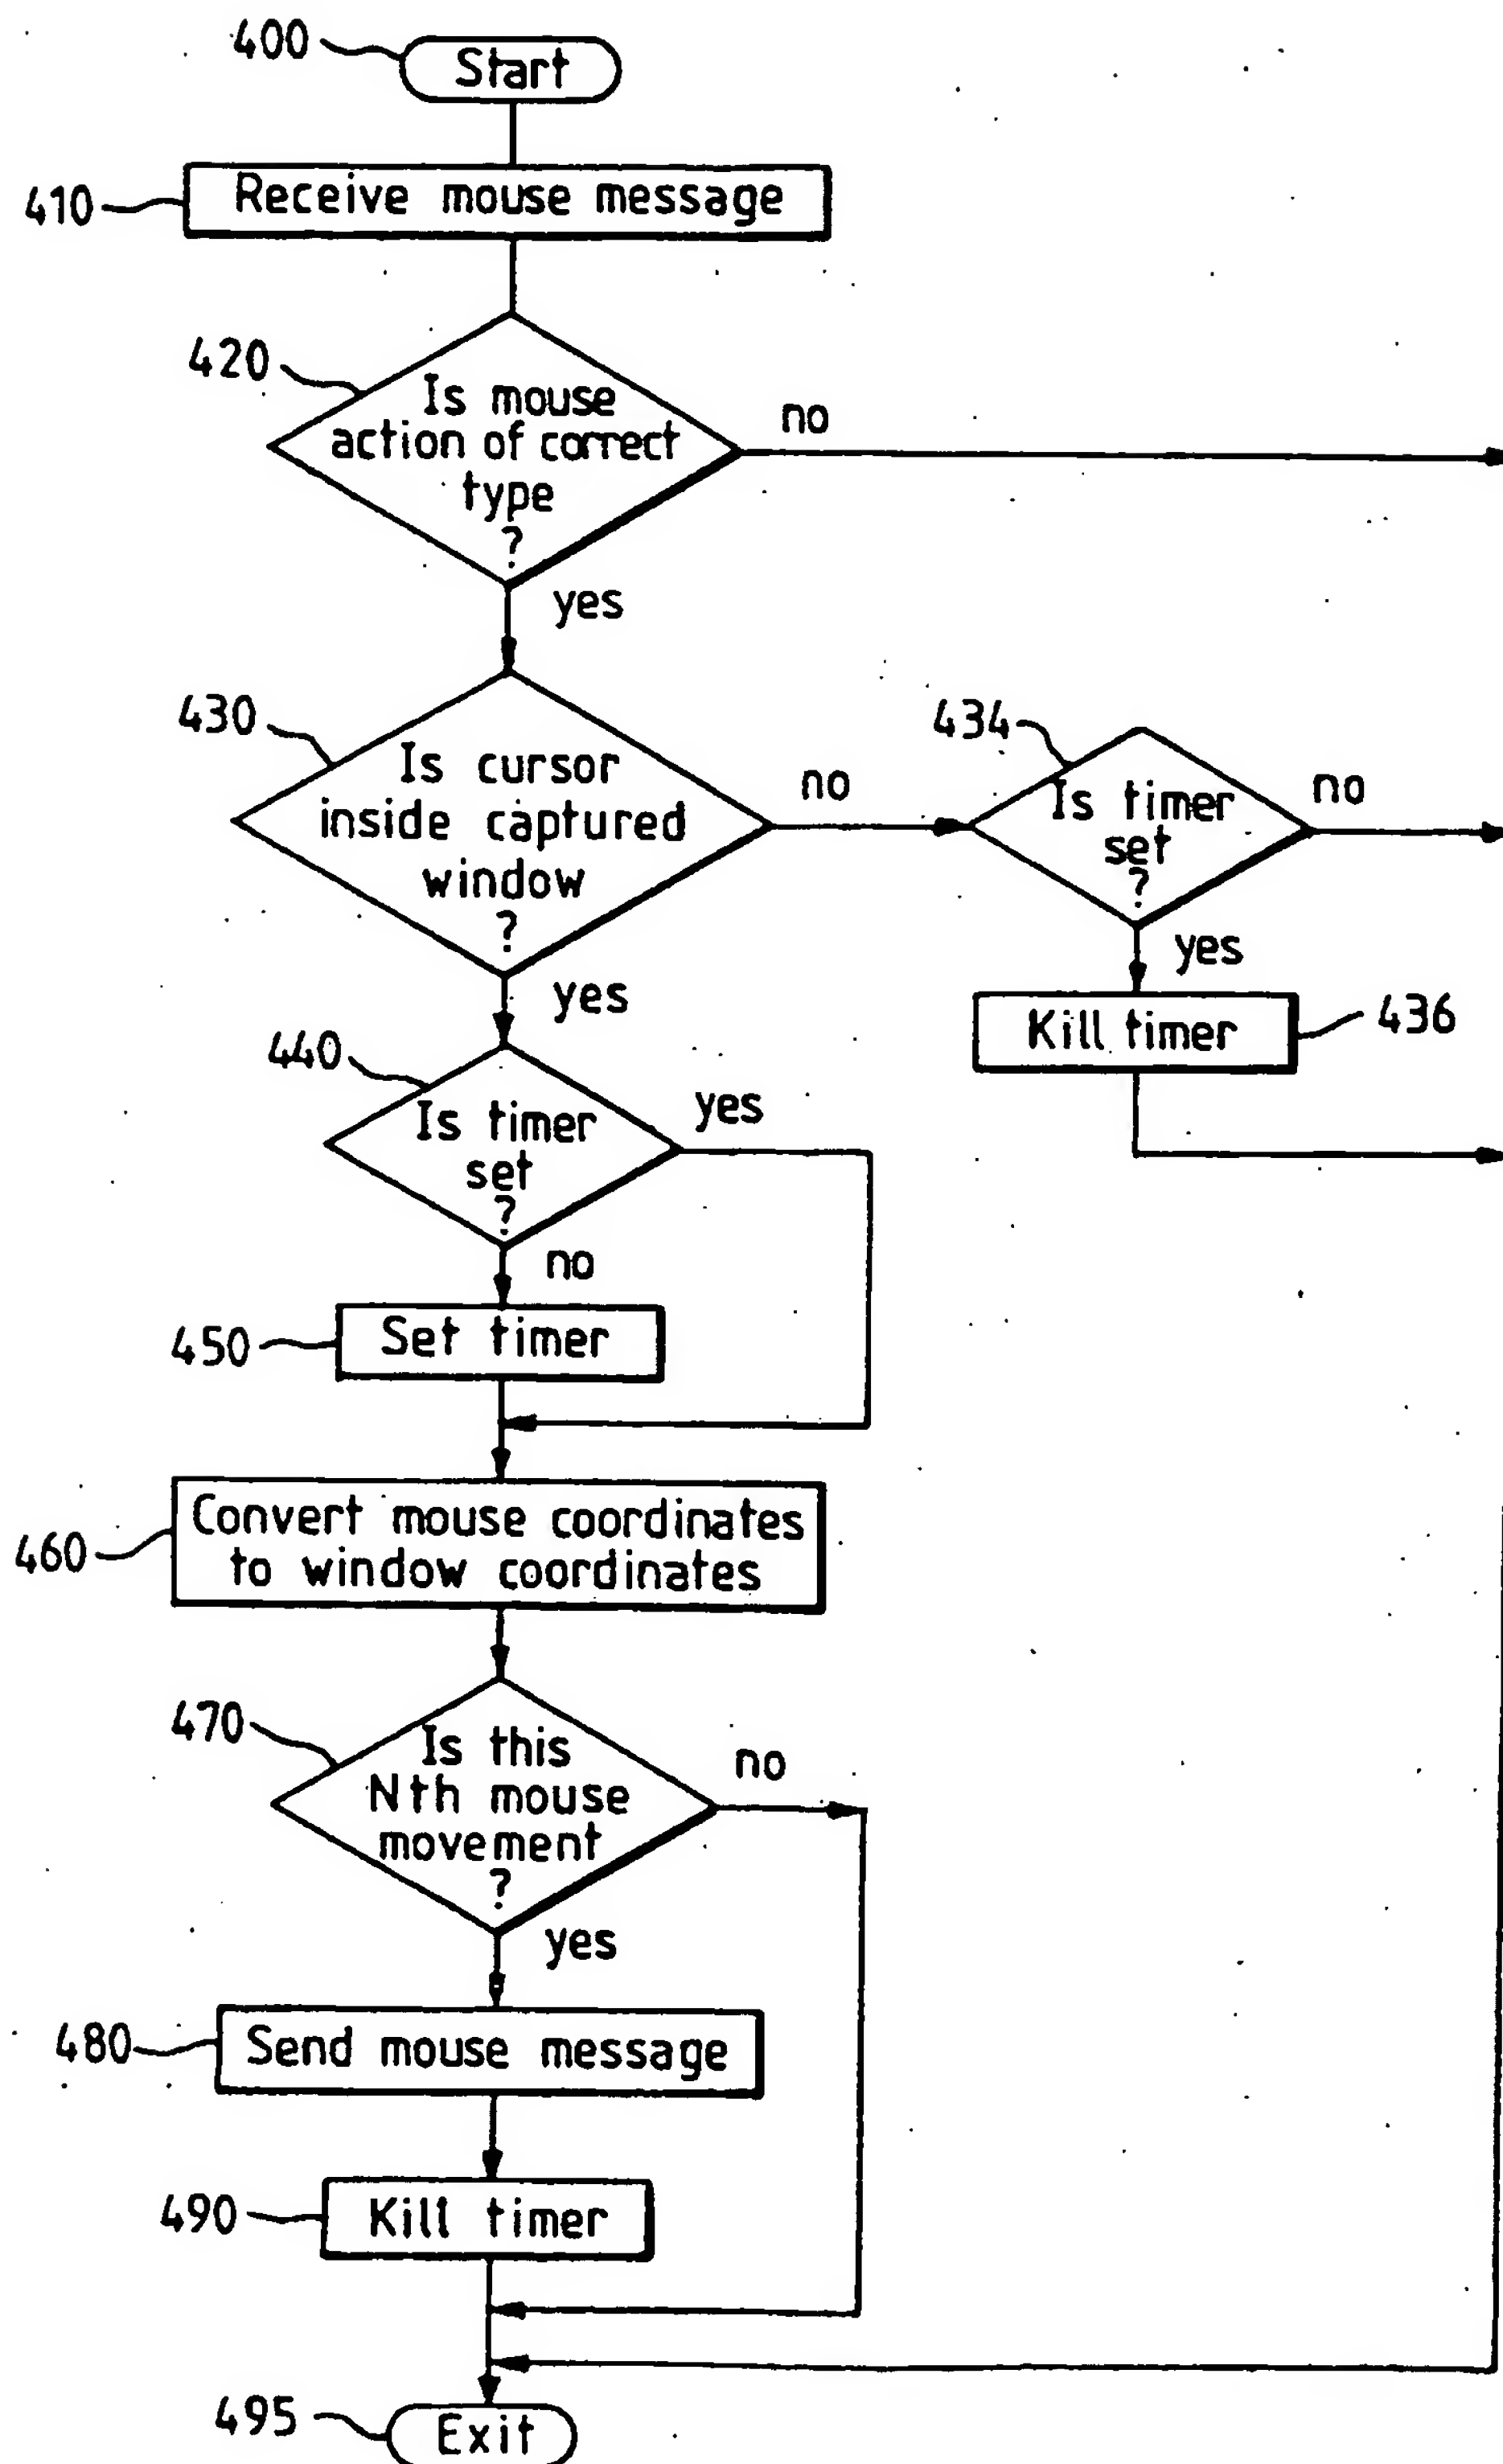 400
Start
410
Receive mouse message
420
Is mouse
action of correct
type
?
no
yes
430
Is cursor
inside captured
window
?
no
434
Is timer
set
?
no
yes
Kill timer
436
yes
440
Is timer
set
?
yes
no
450
Set timer
460
Convert mouse coordinates
to window coordinates
470
Is this
Nth mouse
movement
?
no
yes
480
Send mouse message
490
Kill timer
495
Exit